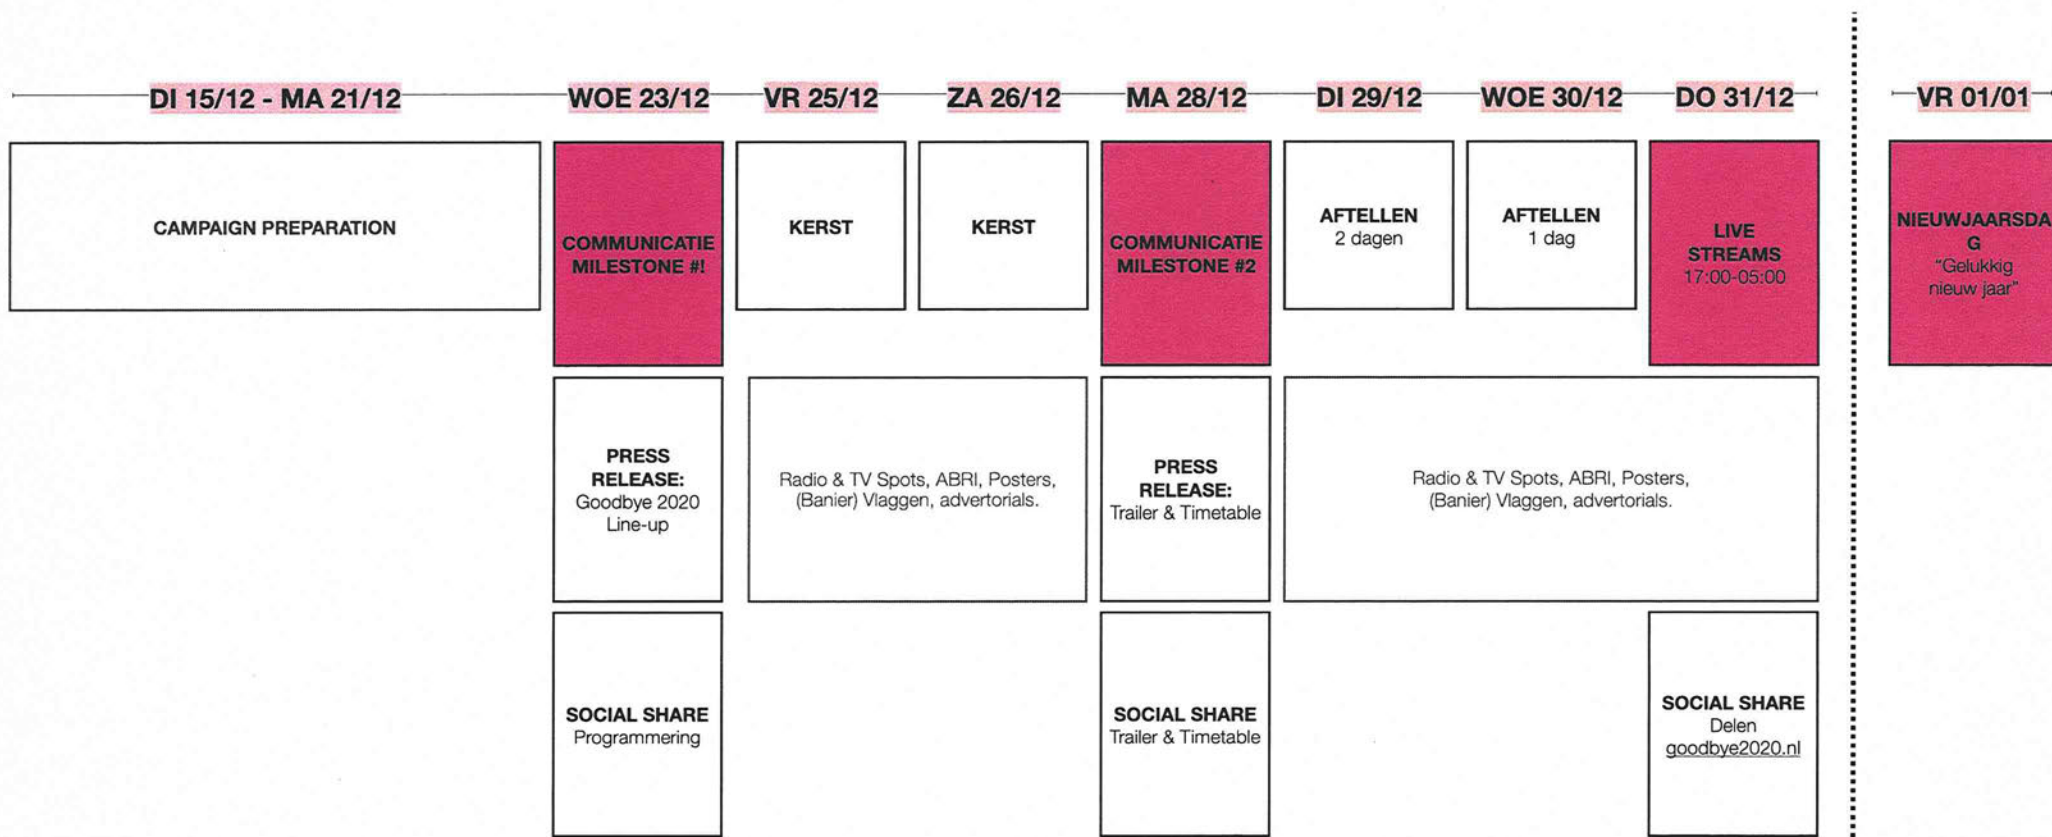 DI 15/12 - MA 21/12
WOE 23/12
VR 25/12
ZA 26/12
MA 28/12
DI 29/12
WOE 30/12
DO 31/12
VR 01/01
CAMPAIGN PREPARATION
COMMUNICATIE
MILESTONE #!
KERST
KERST
COMMUNICATIE
MILESTONE #2
AFTELLEN
2 dagen
AFTELLEN
1 dag
LIVE
STREAMS
17:00-05:00
NIEUWJAARSDA
G
“Gelukkig
nieuw jaar”
PRESS
RELEASE:
Goodbye 2020
Line-up
Radio & TV Spots, ABRI, Posters,
(Banier) Vlaggen, advertorials.
PRESS
RELEASE:
Trailer & Timetable
Radio & TV Spots, ABRI, Posters,
(Banier) Vlaggen, advertorials.
SOCIAL SHARE
Programmering
SOCIAL SHARE
Trailer & Timetable
SOCIAL SHARE
Delen
goodbye2020.nl